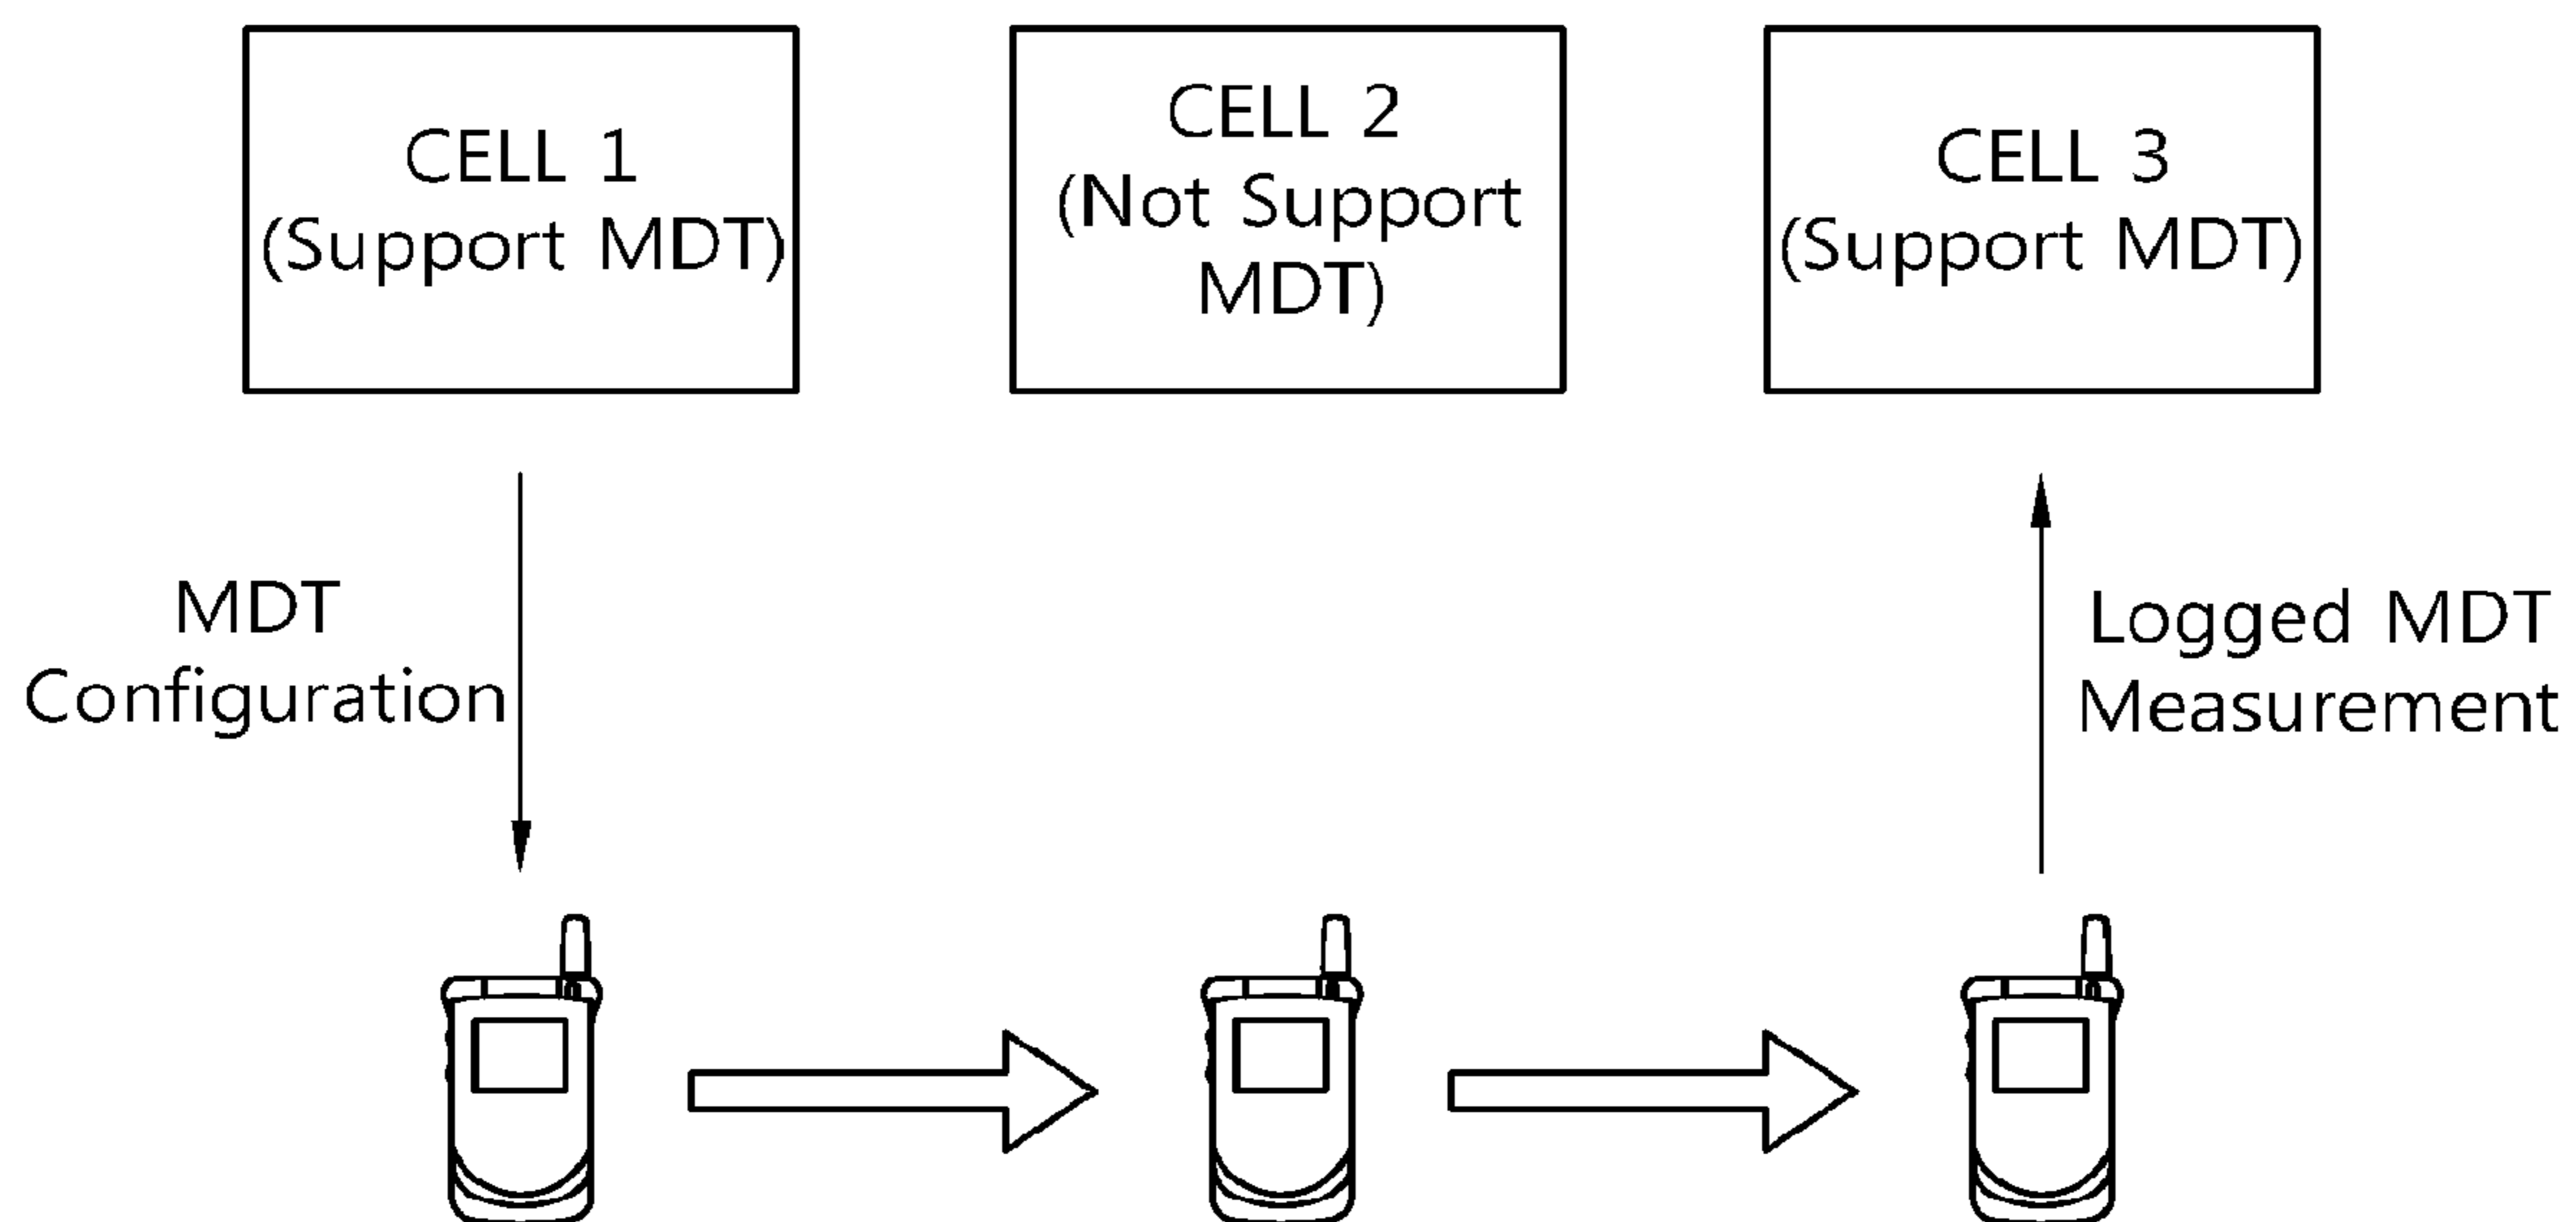 CELL 1
(Support MDT)
CELL 2
(Not Support
MDT)
CELL 3
(Support MDT)
MDT
Configuration
Logged MDT
Measurement